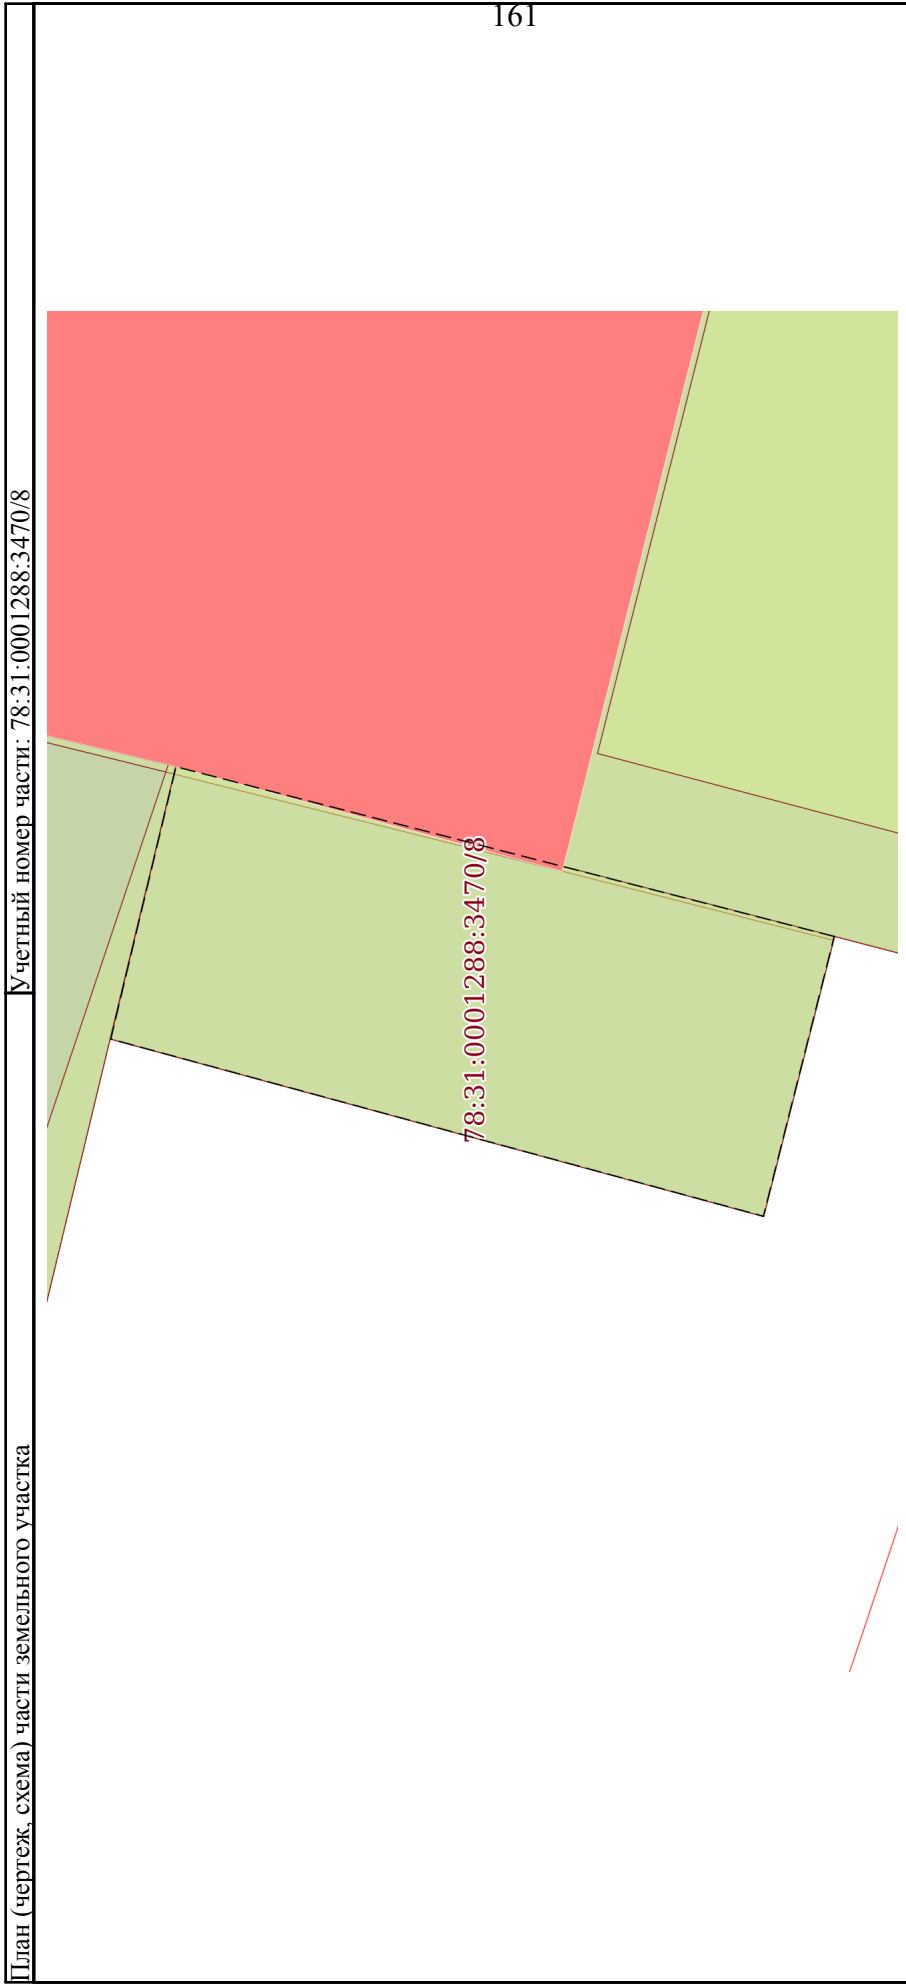 161
План (чертеж, схема) части земельного участка
Учетный номер части: 78:31:0001288:3470/8
78:31:0001288:3470/8